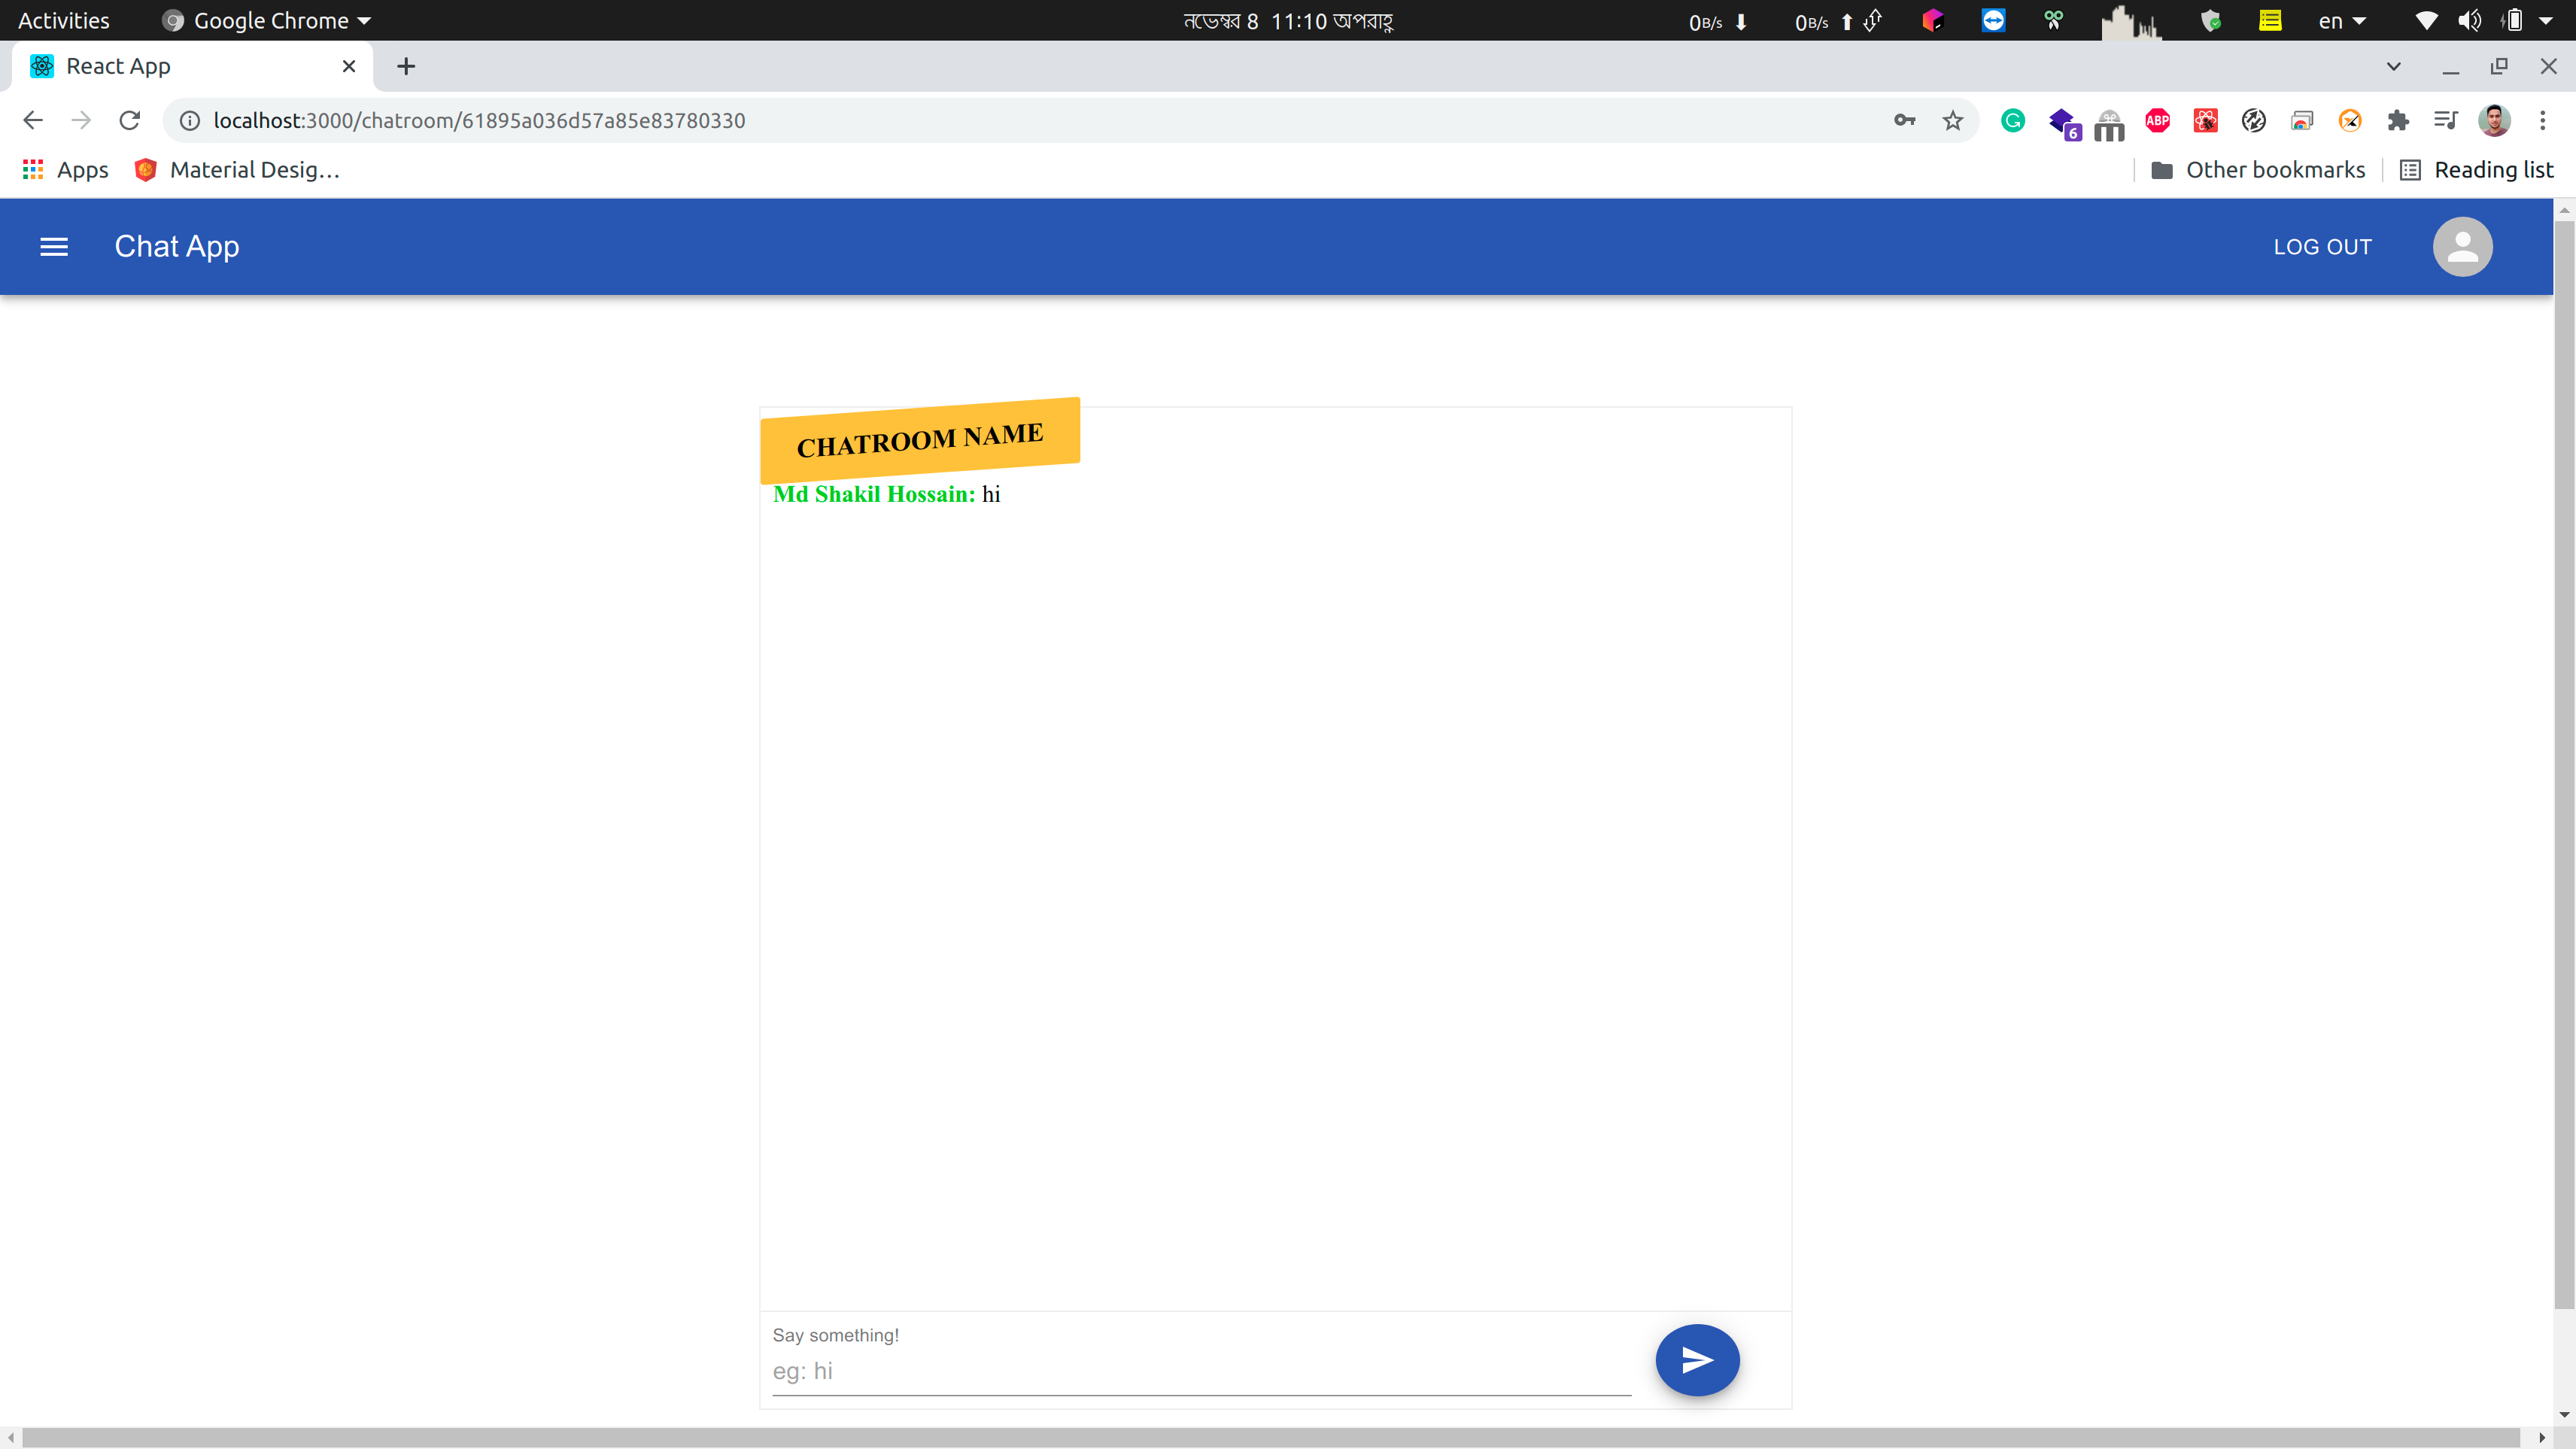 Activities Google Chrome নভেম্বর 8 11:10 অপরাহ্ণ 0B/s 0B/s en
React App
localhost:3000/chatroom/61895a036d57a85e83780330 6 ABP
Apps Material Desig… Other bookmarks Reading list
Chat App LOG OUT
CHATROOM NAME
Md Shakil Hossain: hi
Say something!
eg: hi